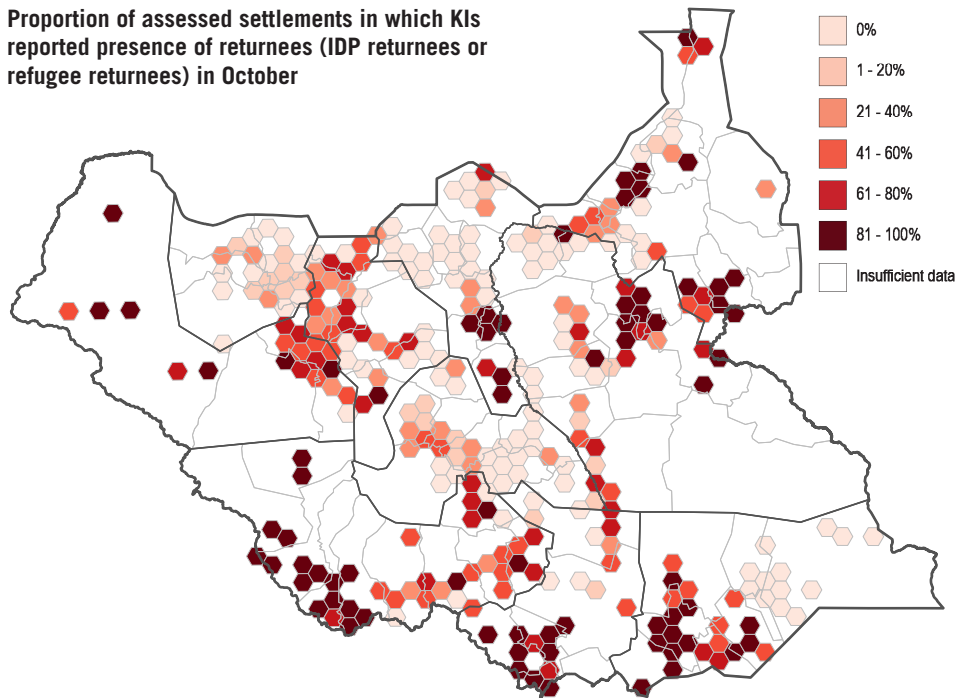 Proportion of assessed settlements in which KIs
reported presence of returnees (IDP returnees or
refugee returnees) in October
0%
1 - 20%
21 - 40%
41 - 60%
61 - 80%
81 - 100%
Insufficient data